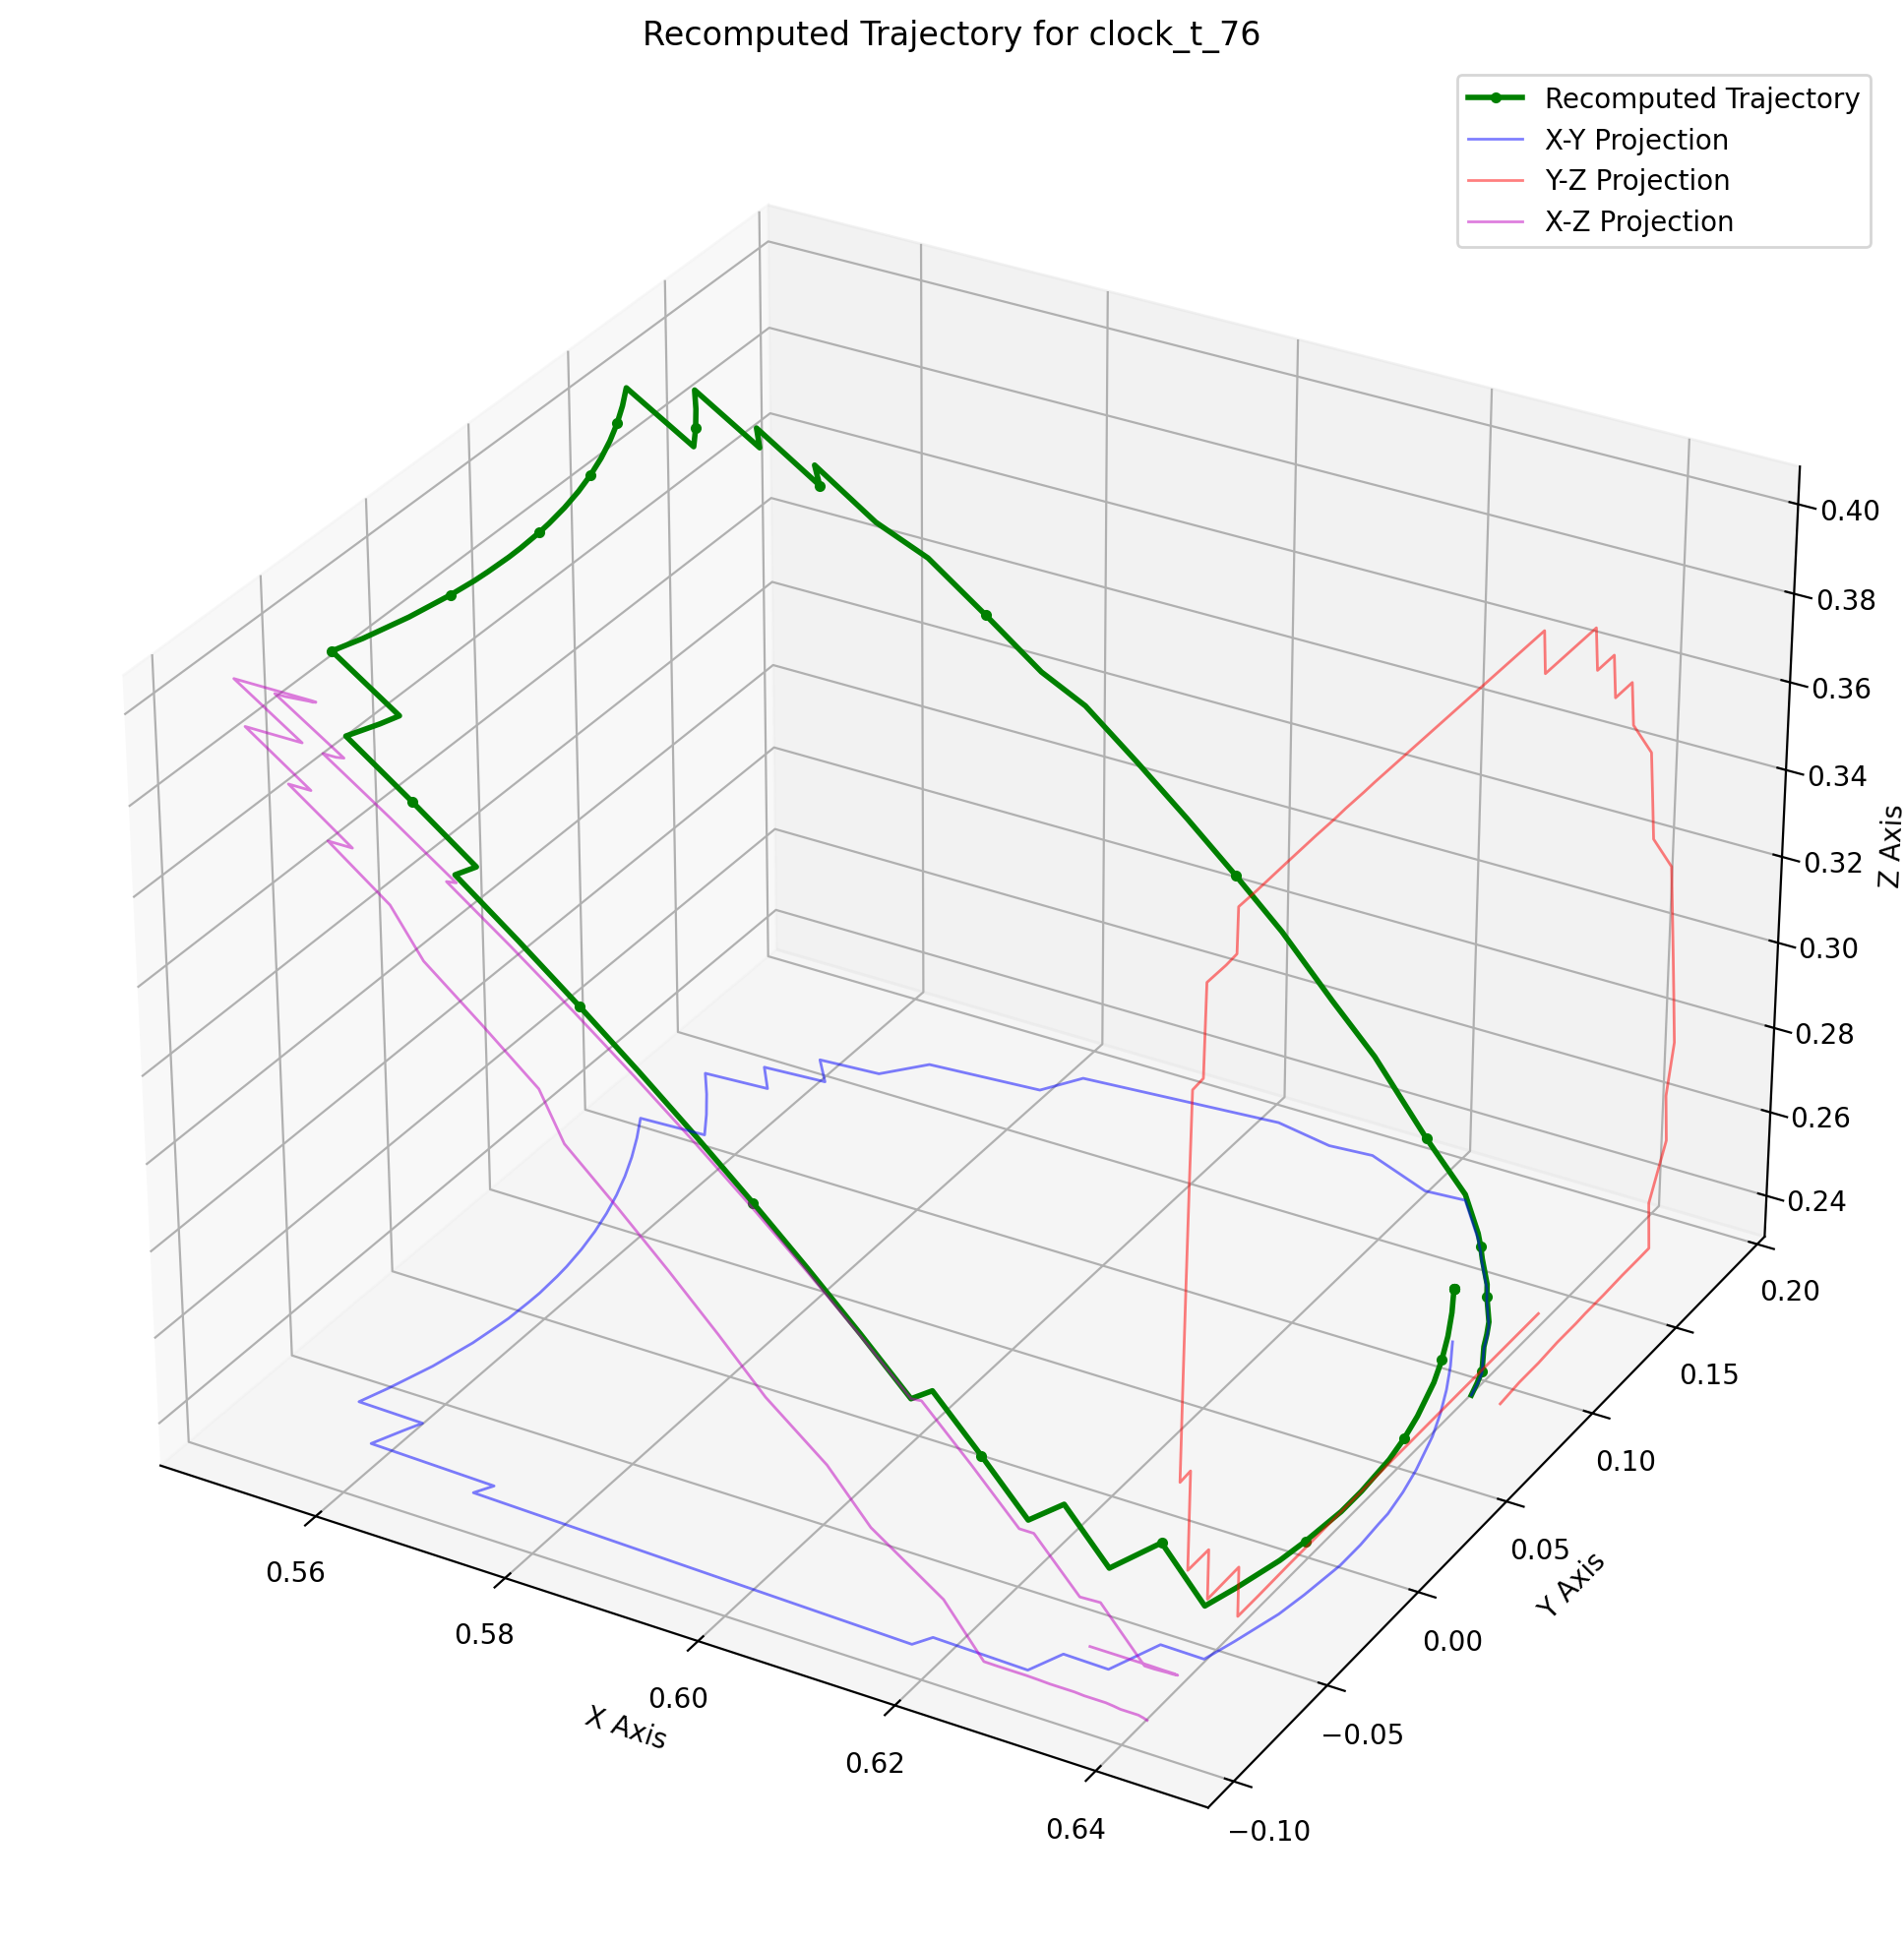 Recomputed Trajectory for clock_t_76
Recomputed Trajectory
X-Y Projection
Y-Z Projection
X-Z Projection
0.40
0.38
0.36
0.34
0.32
0.30
0.28
0.26
0.24
Z Axis
0.20
0.15
0.10
0.05
0.00
−0.05
−0.10
Y Axis
0.56
0.58
0.60
0.62
0.64
X Axis